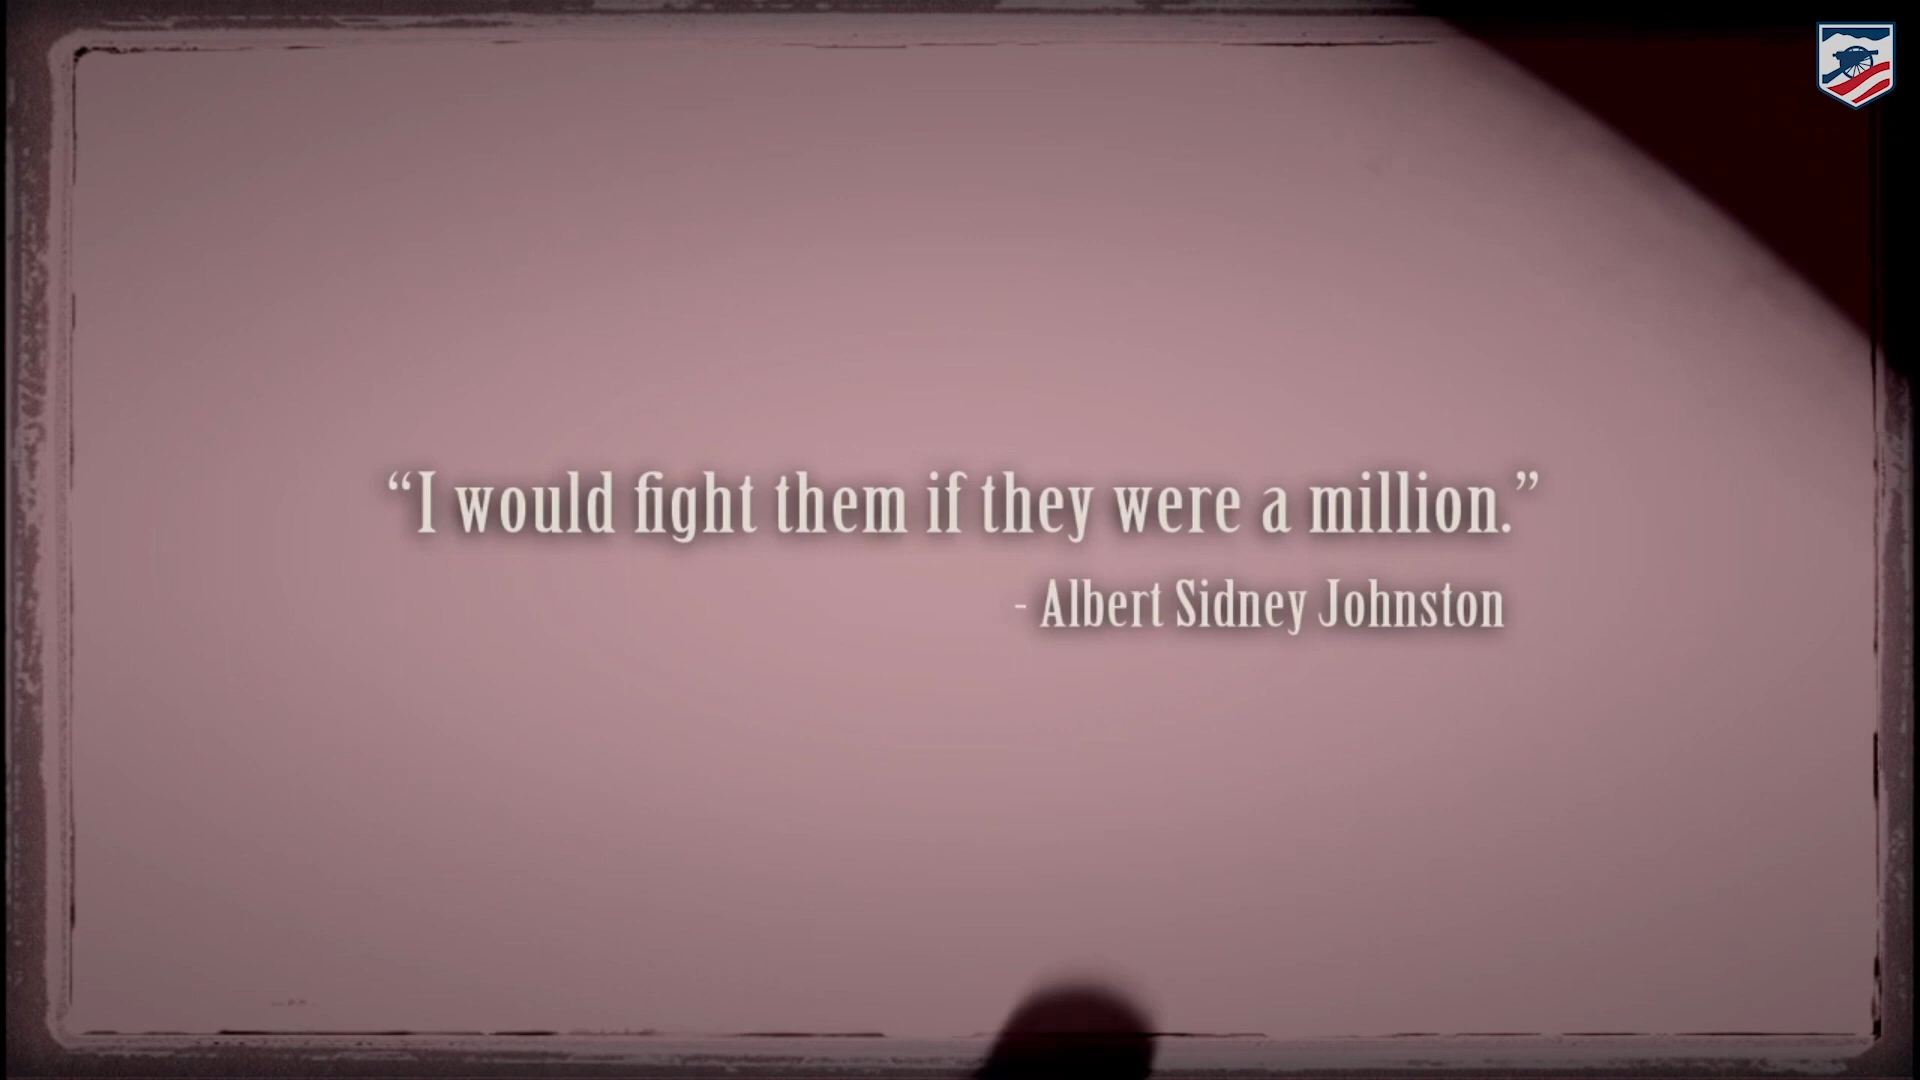 “I would fight them if they were a million.”
- Albert Sidney Johnston